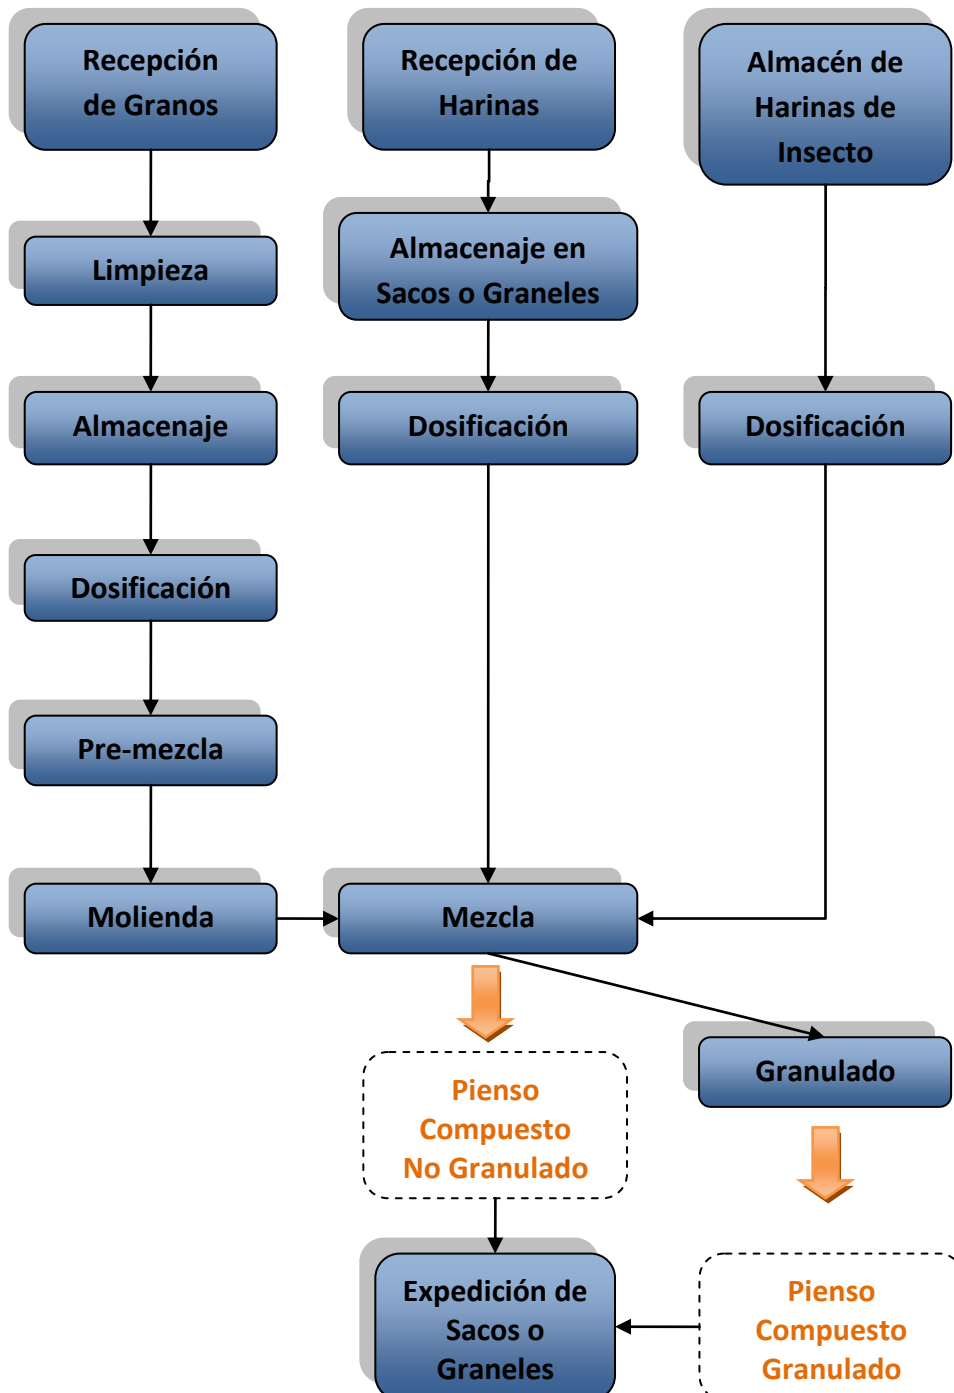 Recepción
de Granos
Recepción de
Harinas
Almacén de
Harinas de
Insecto
Limpieza
Almacenaje en
Sacos o Graneles
Almacenaje
Dosificación
Dosificación
Dosificación
Pre-mezcla
Molienda
Mezcla
Granulado
Pienso
Compuesto
No Granulado
Expedición de
Sacos o
Graneles
Pienso
Compuesto
Granulado